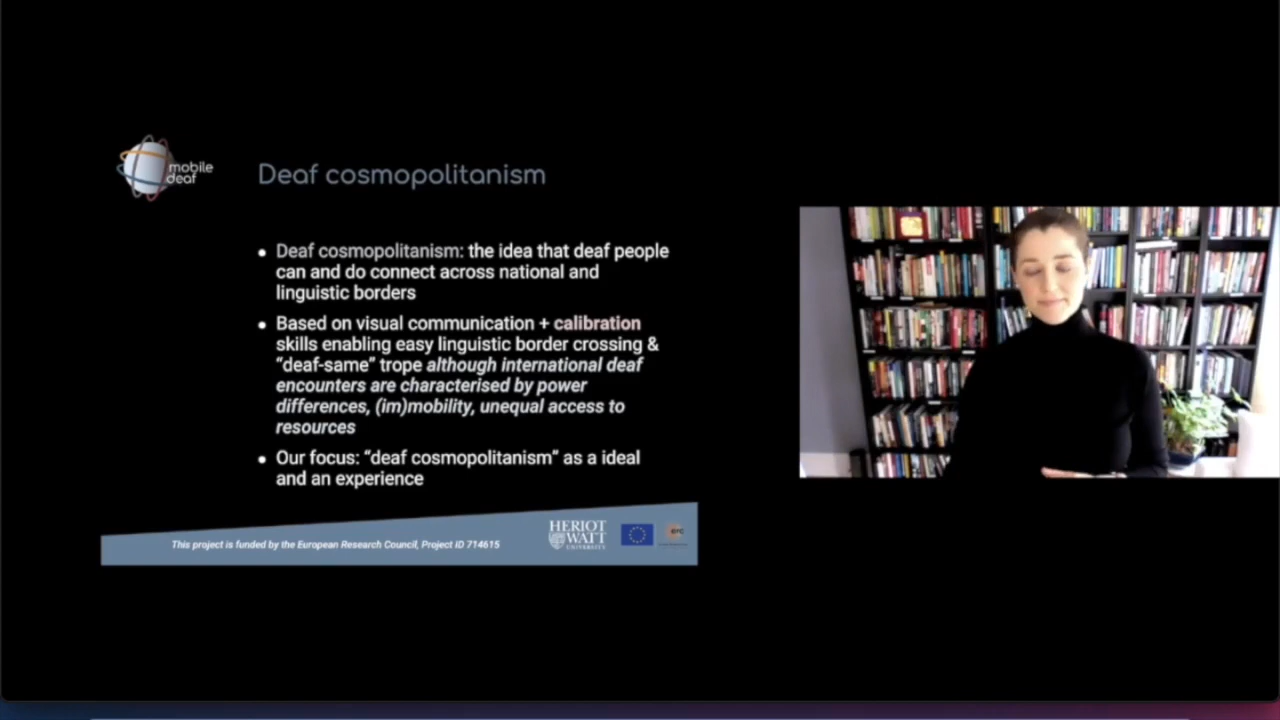 mobile
deaf
Deaf cosmopolitanism
• Deaf cosmopolitanism: the idea that deaf people
can and do connect across national and
linguistic borders
• Based on visual communication + calibration
skills enabling easy linguistic border crossing &
“deaf-same” trope although international deaf
encounters are characterised by power
differences, (im)mobility, unequal access to
resources
• Our focus: “deaf cosmopolitanism” as a ideal
and an experience
This project is funded by the European Research Council, Project ID 714615
HERIOT
WATT
UNIVERSITY
erc